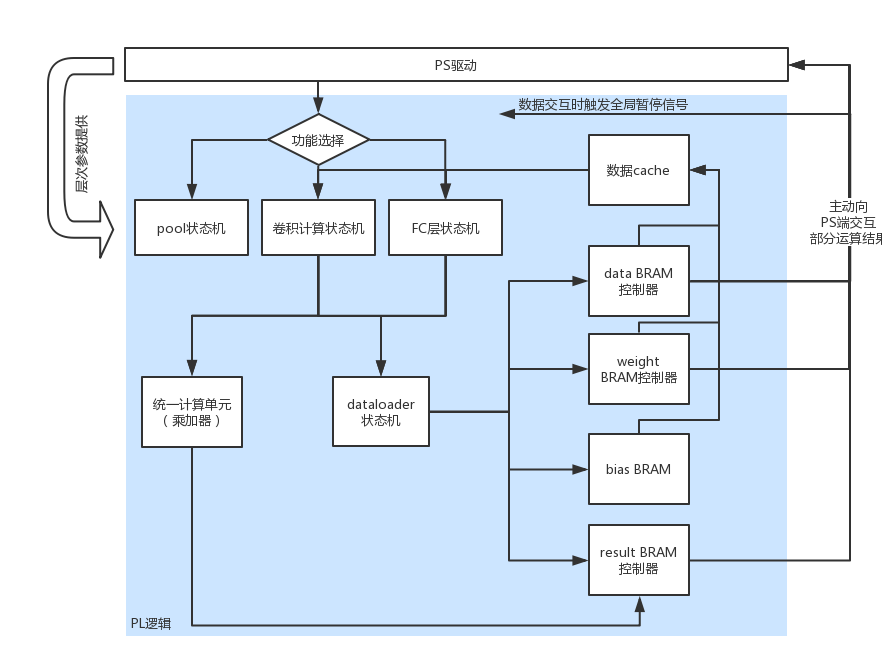 PS驱动
数据交互时触发全局暂停信号
层次参数提供
功能选择
数据cache
pool状态机
卷积计算状态机
FC层状态机
主动向
PS端交互
部分运算结果
data BRAM
控制器
weight
BRAM控制器
统一计算单元
（乘加器）
dataloader
状态机
bias BRAM
result BRAM
控制器
PL逻辑